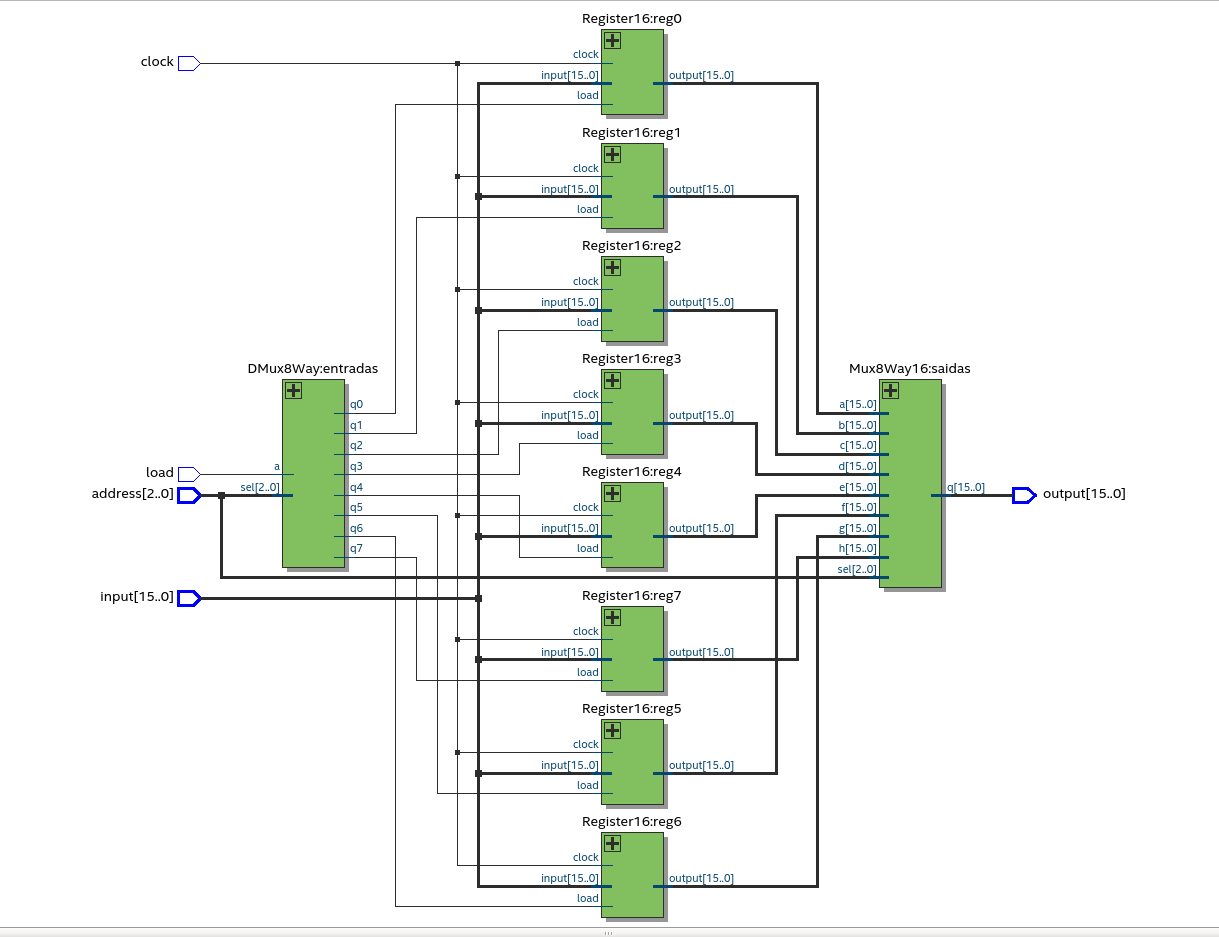 Register16:reg0
clock
clock
input[15..0]
output[15..0]
load
Register16:reg1
clock
input[15..0]
output[15..0]
load
Register16:reg2
clock
input[15..0]
output[15..0]
load
Register16:reg3
clock
input[15..0]
output[15..0]
load
Register16:reg4
clock
input[15..0]
output[15..0]
load
DMux8Way:entradas
q0
q1
q2
q3
q4
q5
q6
q7
a
sel[2..0]
load
address[2..0]
input[15..0]
Mux8Way16:saidas
a[15..0]
b[15..0]
c[15..0]
d[15..0]
e[15..0]
f[15..0]
g[15..0]
h[15..0]
sel[2..0]
q[15..0]
output[15..0]
Register16:reg7
clock
input[15..0]
output[15..0]
load
Register16:reg5
clock
input[15..0]
output[15..0]
load
Register16:reg6
clock
input[15..0]
output[15..0]
load